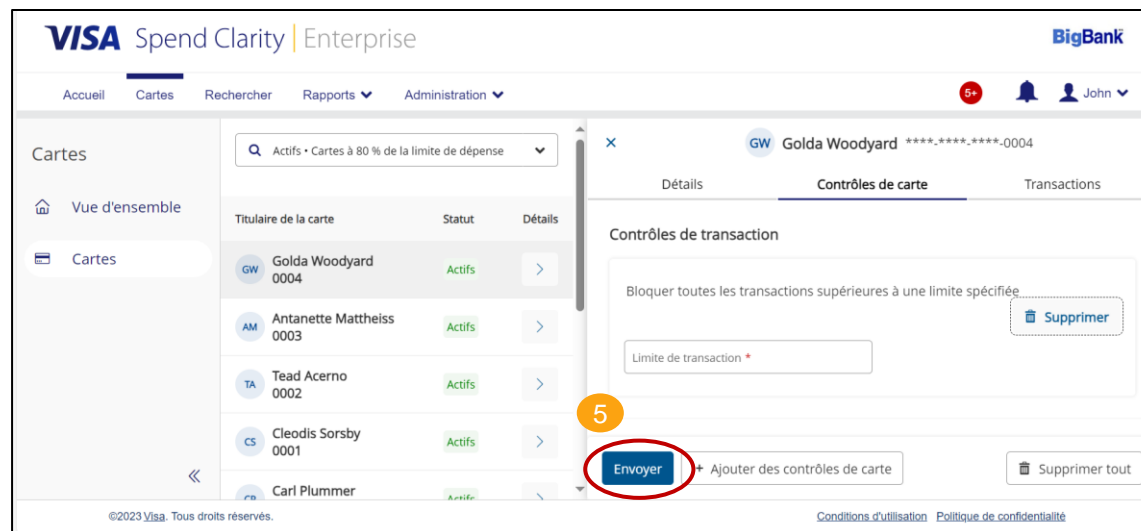 VISA Spend Clarity | Enterprise
BigBank
Accueil Cartes Rechercher Rapports Administration
5+ John
Cartes
Vue d'ensemble
Cartes
Actifs • Cartes à 80 % de la limite de dépense
Titulaire de la carte Statut Détails
GW Golda Woodyard Actifs
0004
AM Antanette Mattheiss Actifs
0003
TA Tead Acerno Actifs
0002
CS Cleodis Sorsby Actifs
0001
CP Carl Plummer Actifs
GW Golda Woodyard ****-****-****-0004
Détails Contrôles de carte Transactions
Contrôles de transaction
Bloquer toutes les transactions supérieures à une limite spécifiée
Supprimer
Limite de transaction *
5
Envoyer + Ajouter des contrôles de carte Supprimer tout
©2023 Visa. Tous droits réservés.
Conditions d'utilisation Politique de confidentialité